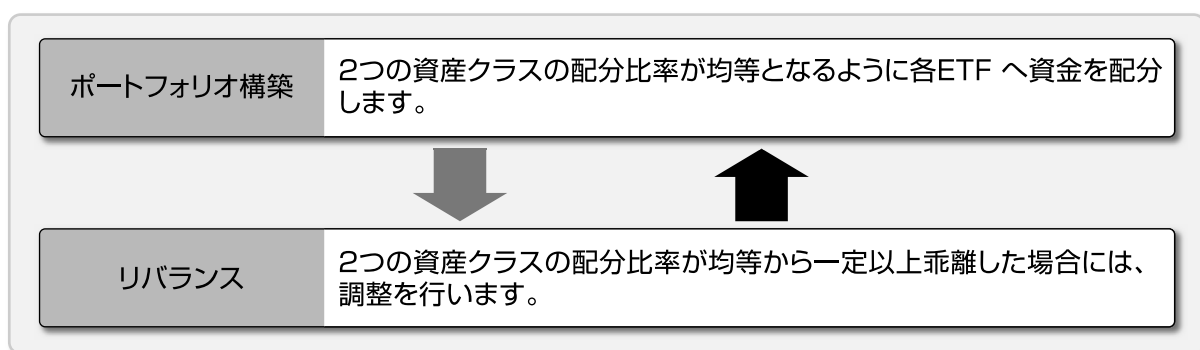 ポートフォリオ構築
2つの資産クラスの配分比率が均等となるように各ETF へ資金を配分
します。
リバランス
2つの資産クラスの配分比率が均等から一定以上乖離した場合には、
調整を行います。